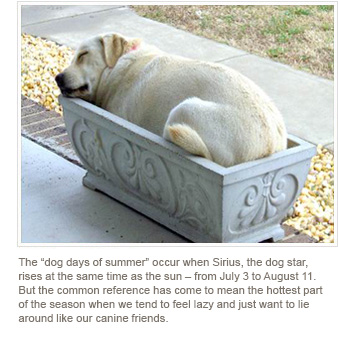 The “dog days of summer” occur when Sirius, the dog star,
rises at the same time as the sun – from July 3 to August 11.
But the common reference has come to mean the hottest part
of the season when we tend to feel lazy and just want to lie
around like our canine friends.